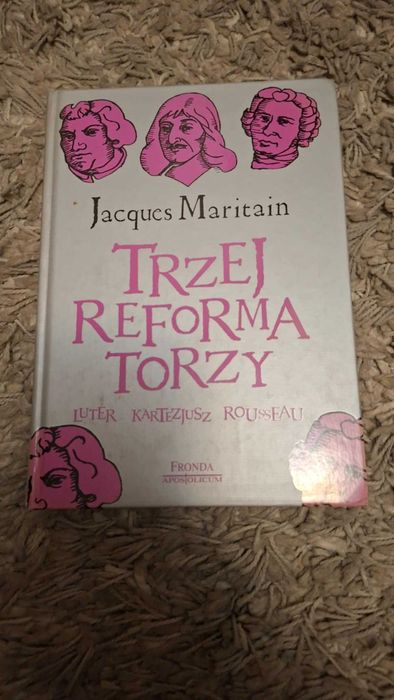 Jacques Maritain
TRZEJ
REFORMA
TORZY
LUTER KARTEZJUSZ ROUSSEAU
FRONDA
APOSTOLICUM